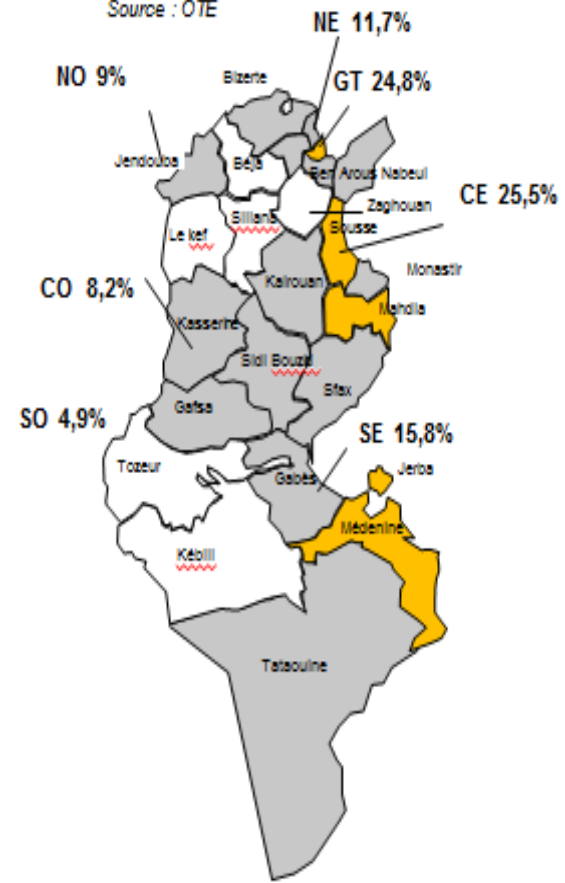 Source : OTE
NE 11,7%
NO 9%
Bizerte
GT 24,8%
Jendouba
Béja
Ben Arous Nabeul
CE 25,5%
Zaghouan
Siliana
Sousse
Le kef
Monastir
Kairouan
CO 8,2%
Mahdia
Kasserine
Sidi Bouzid
Sfax
Gafsa
SO 4,9%
SE 15,8%
Tozeur
Jerba
Gabès
Médenine
Kébili
Tataouine